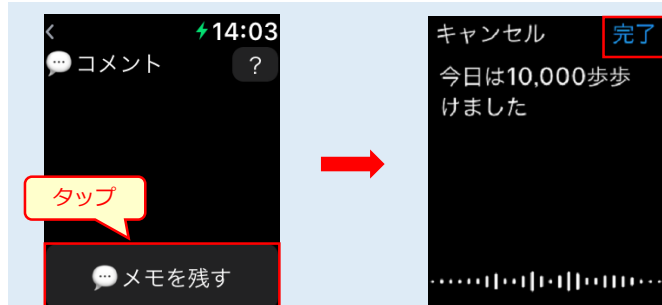 <
14:03
コメント
?
タップ
メモを残す
キャンセル 完了
今日は10,000歩歩
けました